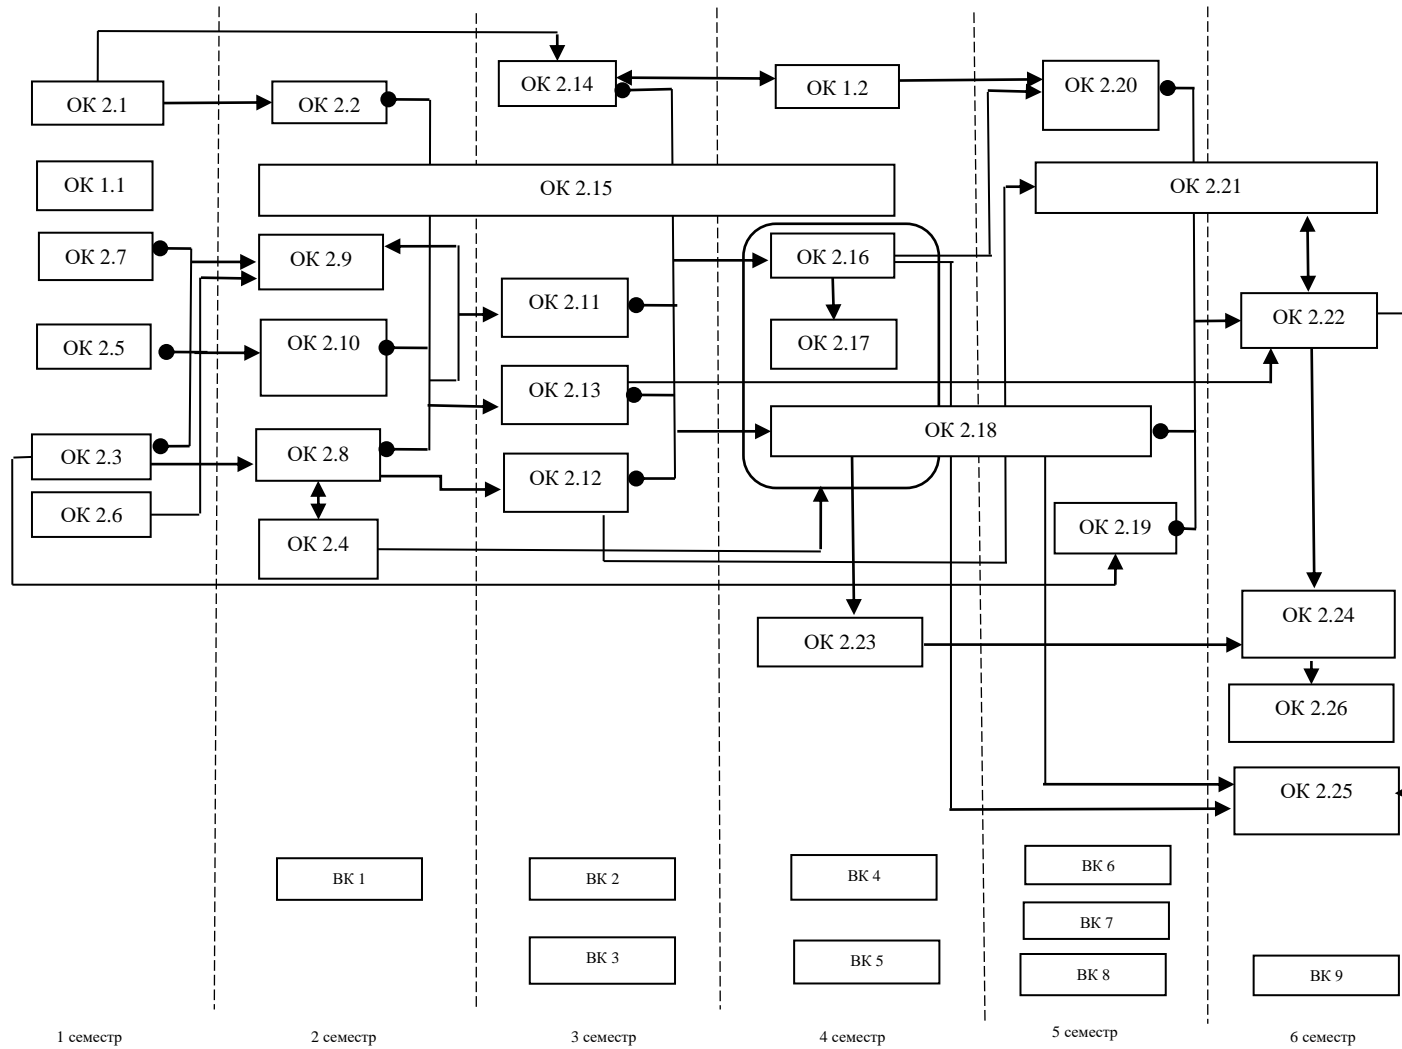 ОК 2.1
ОК 2.2
ОК 2.14
ОК 1.2
ОК 2.20
ОК 1.1
ОК 2.15
ОК 2.21
ОК 2.7
ОК 2.9
ОК 2.16
ОК 2.11
ОК 2.22
ОК 2.5
ОК 2.10
ОК 2.17
ОК 2.13
ОК 2.18
ОК 2.3
ОК 2.8
ОК 2.12
ОК 2.6
ОК 2.4
ОК 2.19
ОК 2.23
ОК 2.24
ОК 2.26
ОК 2.25
ВК 1
ВК 2
ВК 4
ВК 6
ВК 7
ВК 3
ВК 5
ВК 8
ВК 9
1 семестр
2 семестр
3 семестр
4 семестр
5 семестр
6 семестр